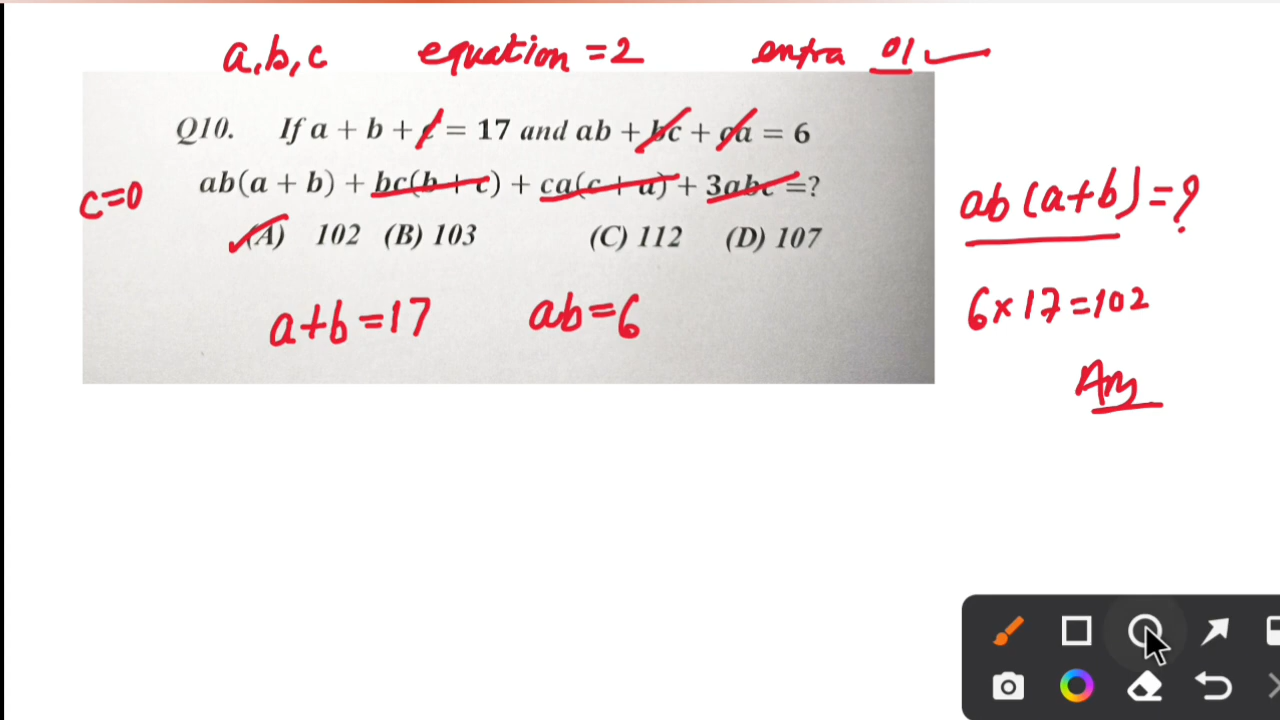 a,b,c equation = 2 entra 01
Q10. If a + b + c = 17 and ab + bc + ca = 6
ab(a + b) + bc(b + c) + ca(c + a) + 3abc =?
c=0
(A) 102 (B) 103 (C) 112 (D) 107
ab(a+b)=?
a+b=17 ab=6
6×17=102
Ans